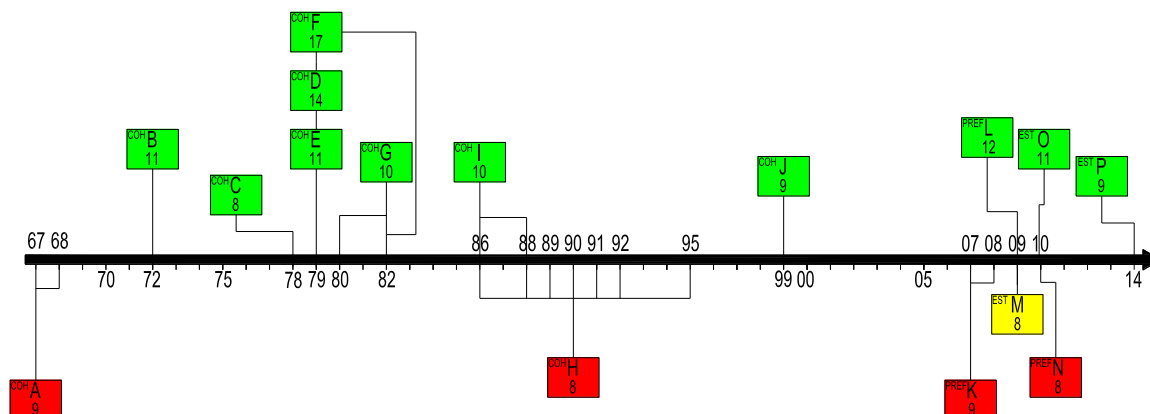 COH F
17
COH D
14
COH B
11
COH E
11
COH G
10
COH I
10
COH J
9
PREF L
12
EST O
11
EST P
9
COH C
8
67 68 86 88 89 90 91 92 95 07 08 09 10
70 72 75 78 79 80 82 99 00 05 14
EST M
8
COH A
9
COH H
8
PREF K
9
PREF N
8